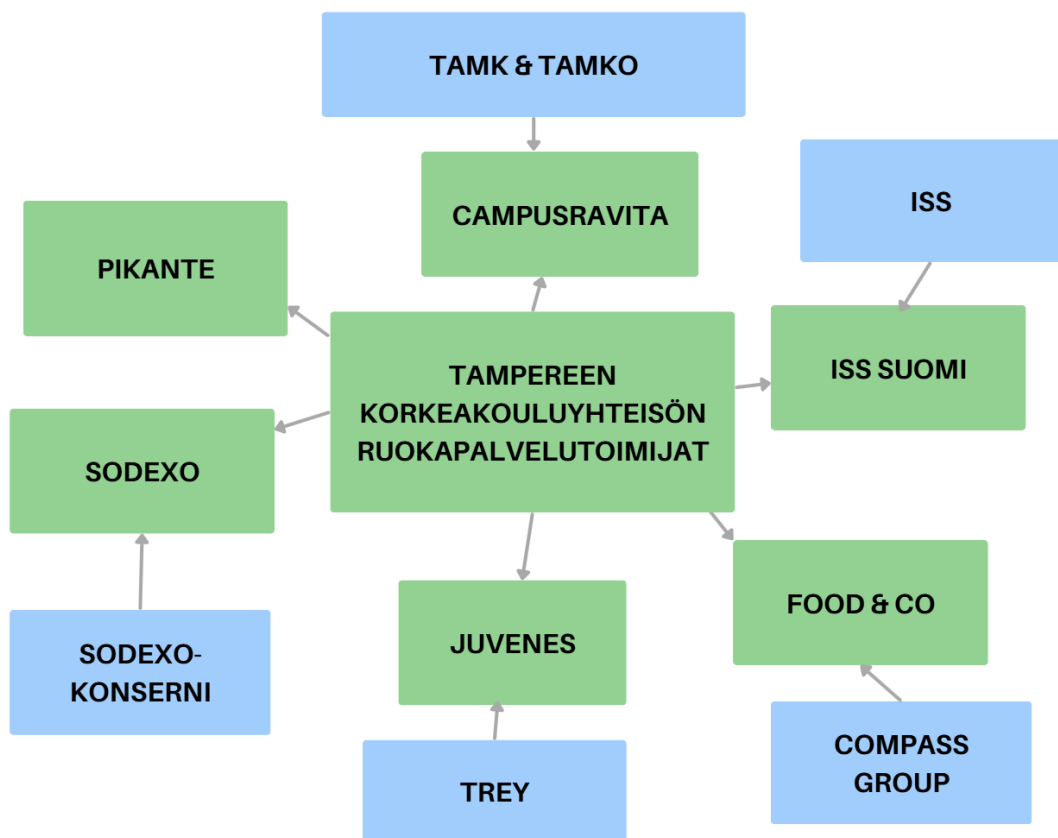 TAMK & TAMKO
ISS
CAMPUSRAVITA
PIKANTE
TAMPEREEN
KORKEAKOULUYHTEISÖN
RUOKAPALVELUTOIMIJAT
ISS SUOMI
SODEXO
FOOD & CO
JUVENES
SODEXO-
KONSERNI
COMPASS
GROUP
TREY